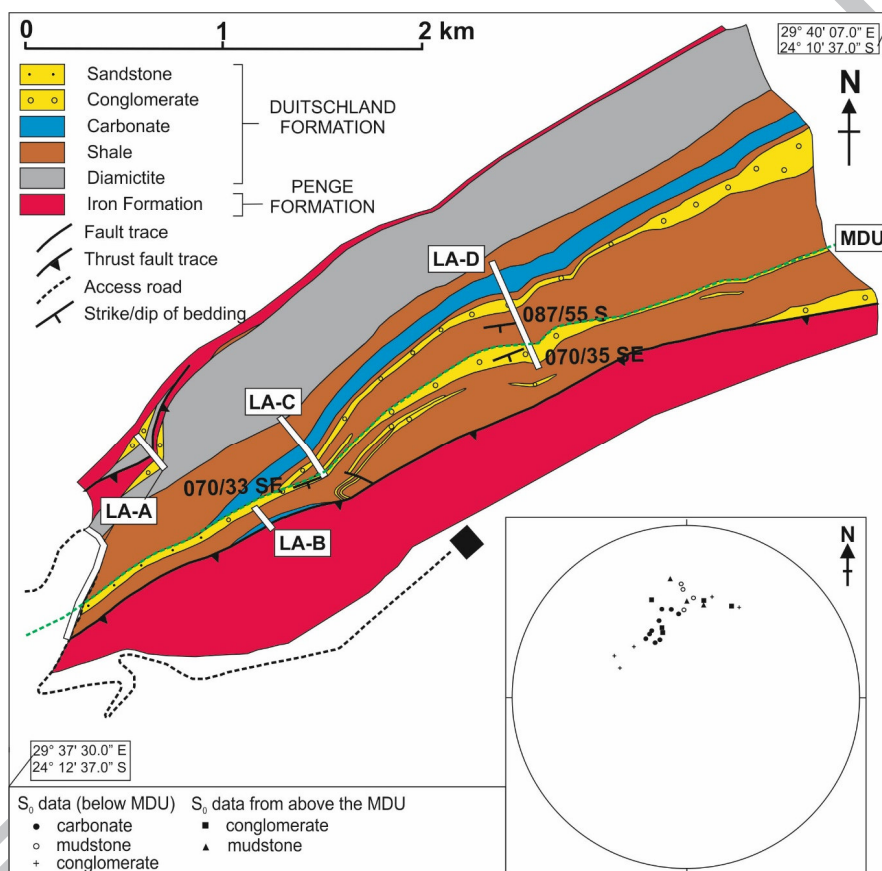 0 1 2 km
29° 40' 07.0" E
24° 10' 37.0" S
N
Sandstone
Conglomerate
Carbonate
Shale
Diamictite
Iron Formation
DUITSCHLAND
FORMATION
PENGE
FORMATION
Fault trace
Thrust fault trace
Access road
Strike/dip of bedding
MDU
LA-D
087/55 S
070/35 SE
LA-C
070/33 SE
LA-A
LA-B
N
29° 37' 30.0" E
24° 12' 37.0" S
S₀ data (below MDU)
carbonate
mudstone
conglomerate
S₀ data from above the MDU
conglomerate
mudstone